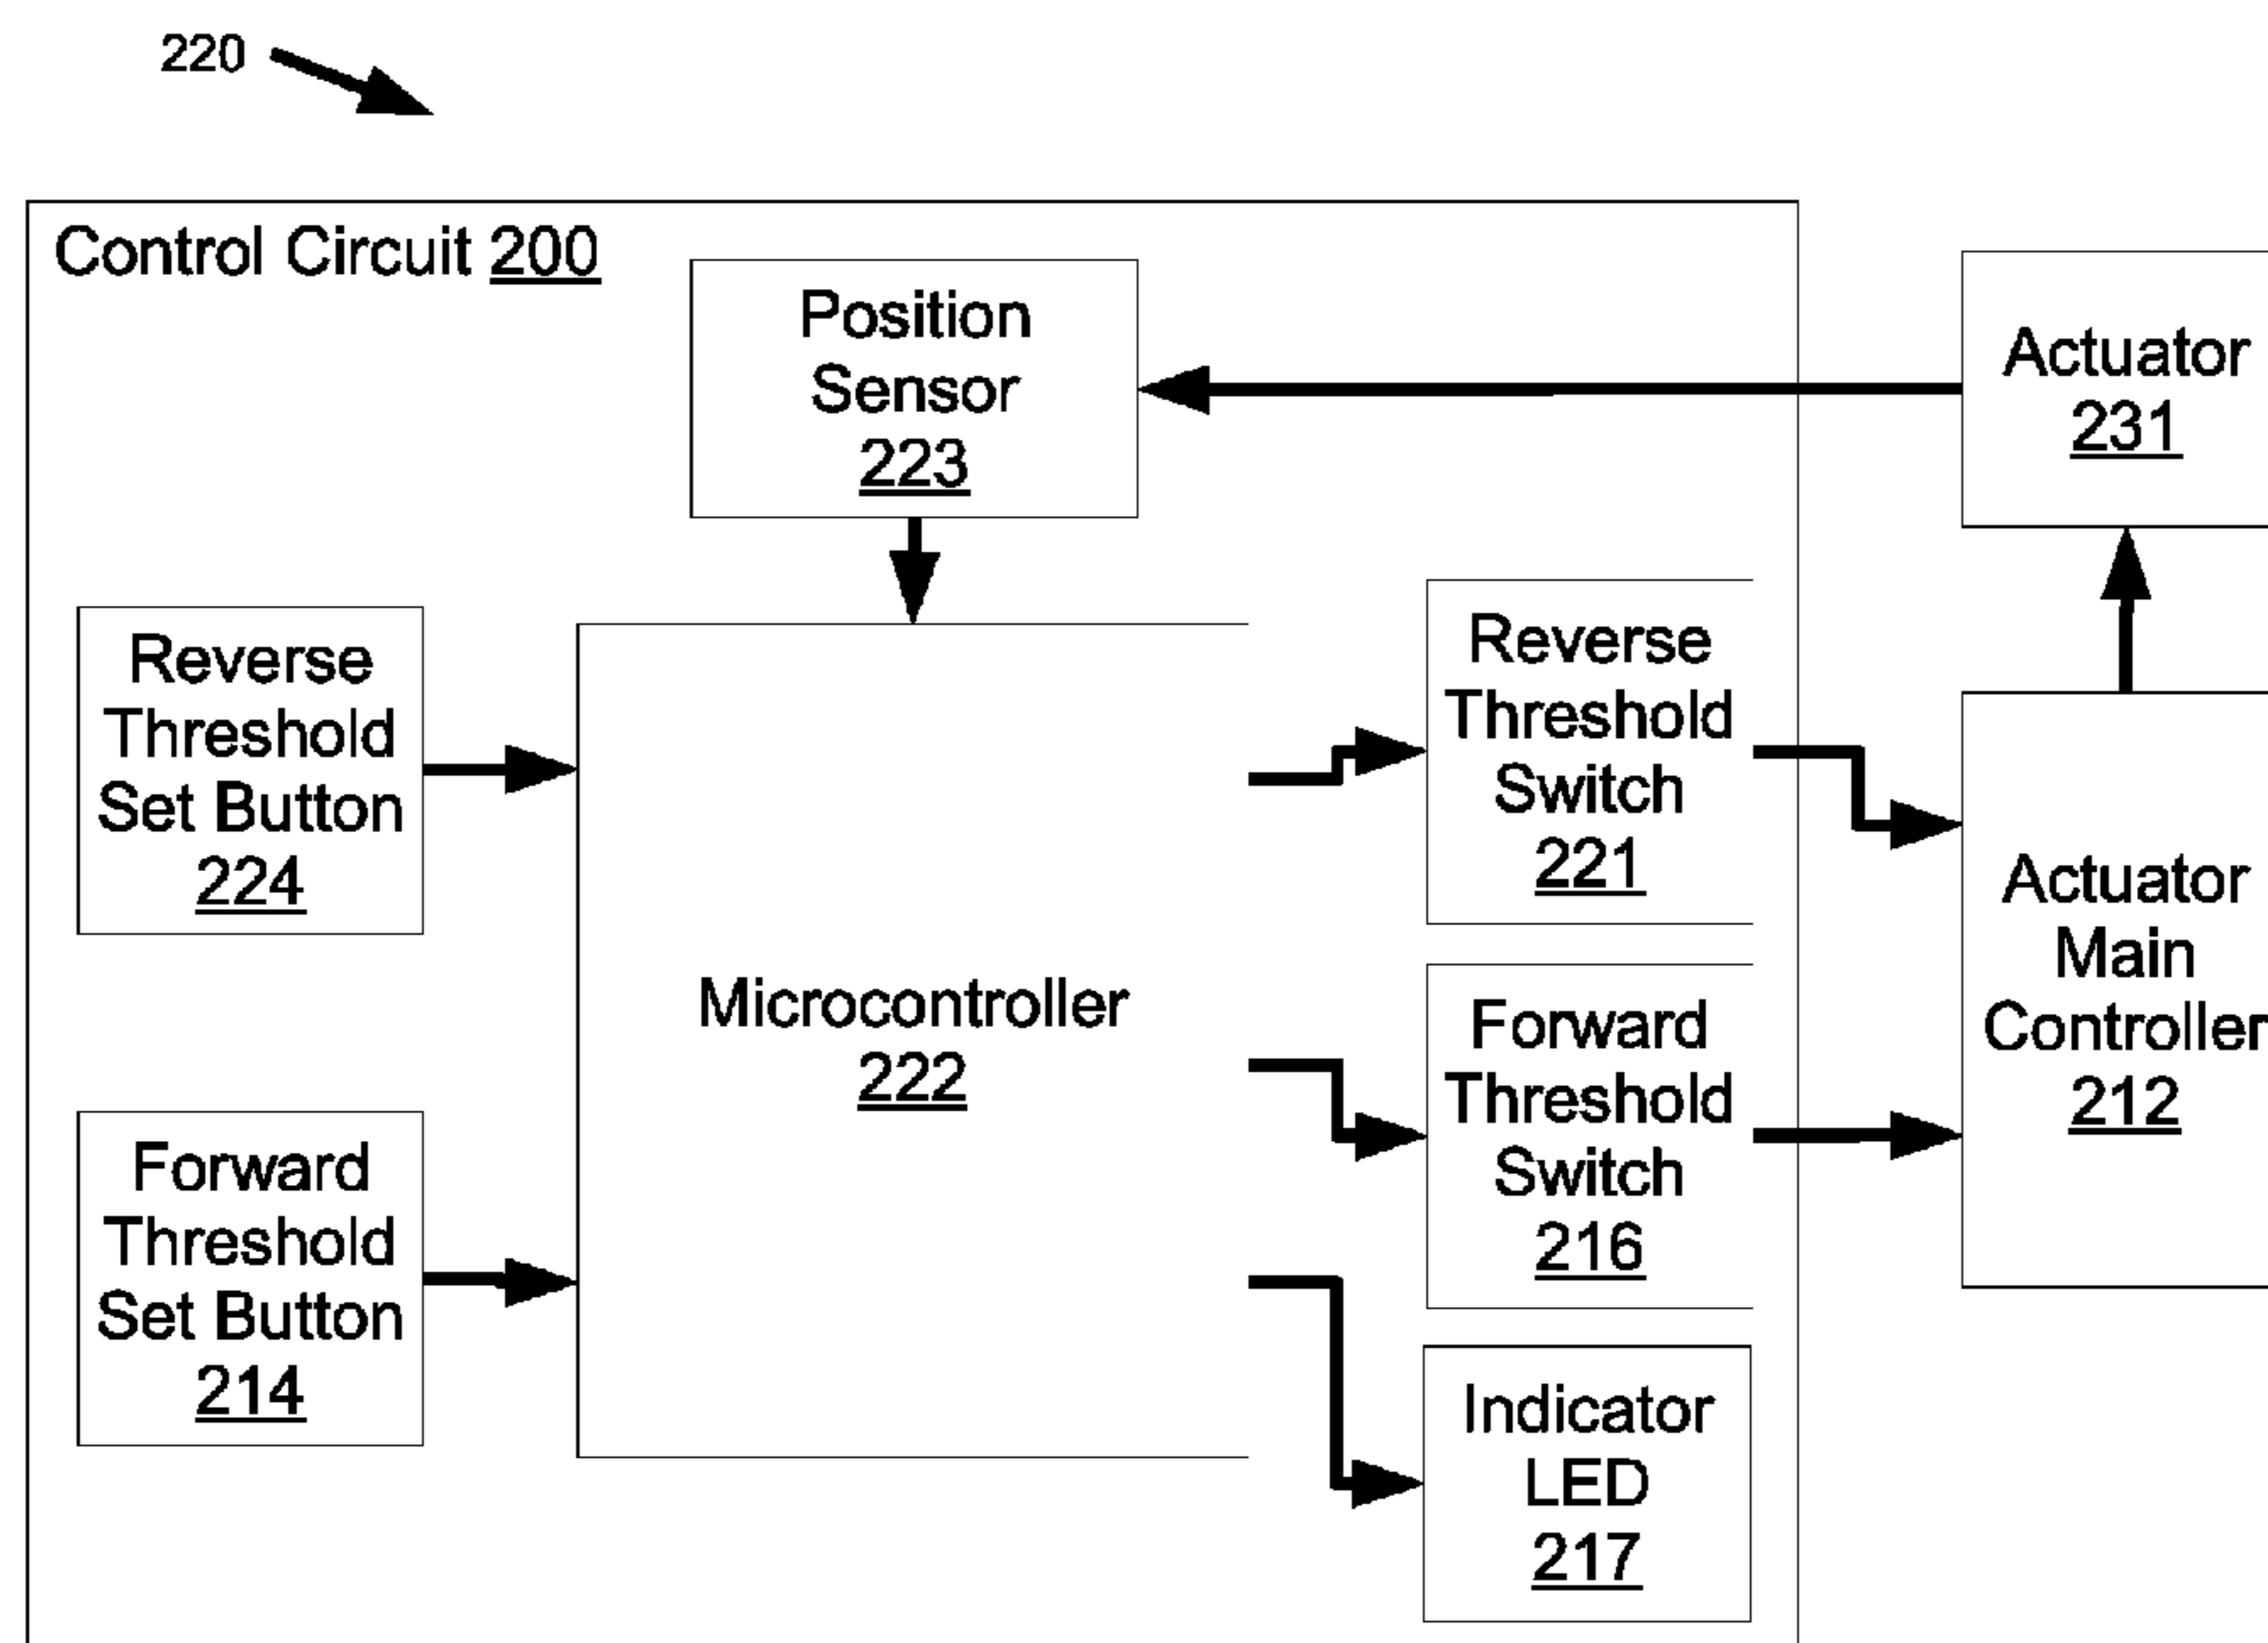 220
Control Circuit 200
Position
Sensor
223
Actuator
231
Reverse
Threshold
Set Button
224
Microcontroller
222
Reverse
Threshold
Switch
221
Actuator
Main
Controller
212
Forward
Threshold
Set Button
214
Forward
Threshold
Switch
216
Indicator
LED
217